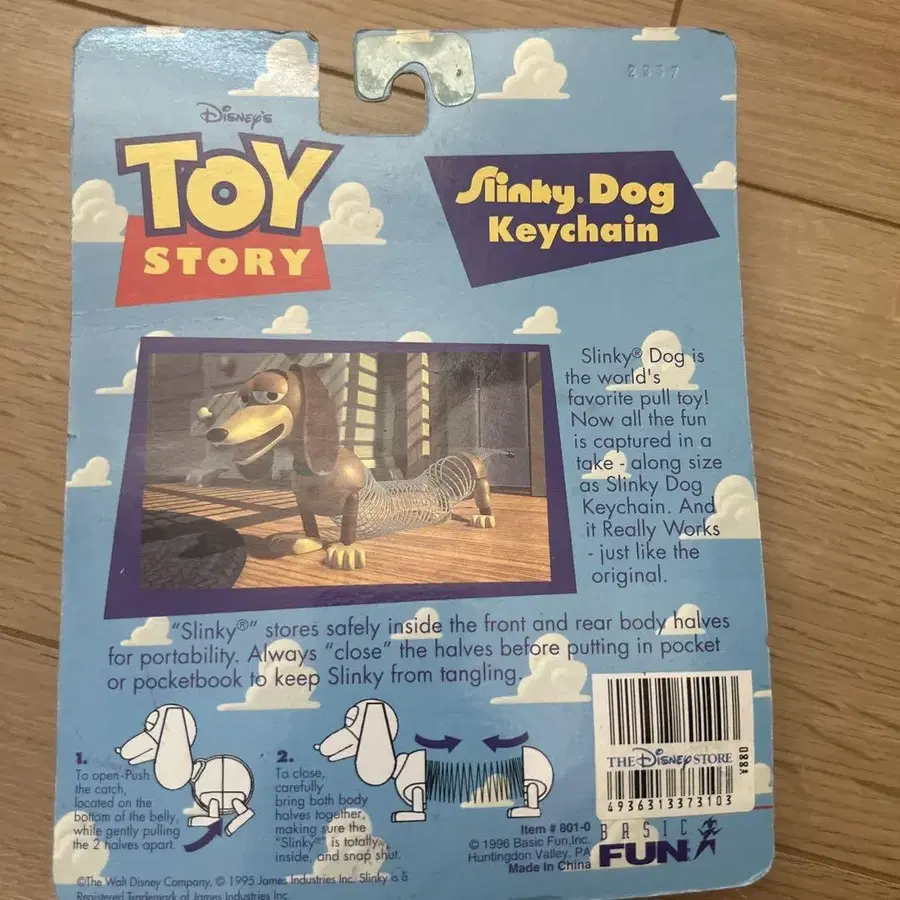 2057
Disney's
TOY
STORY
Slinky® Dog
Keychain
Slinky® Dog is
the world's
favorite pull toy!
Now all the fun
is captured in a
take - along size
as Slinky Dog
Keychain. And
it Really Works
- just like the
original.
"Slinky®" stores safely inside the front and rear body halves
for portability. Always "close" the halves before putting in pocket
or pocketbook to keep Slinky from tangling.
1.
To open-Push
the catch,
located on the
bottom of the belly,
while gently pulling
the 2 halves apart.
2.
To close,
carefully
bring both body
halves together,
making sure the
"Slinky®" is totally
inside, and snap shut.
THE DISNEY STORE
880
4936313373103
Item # 801-0
© 1996 Basic Fun, Inc.
Huntingdon Valley, PA
Made in China
BASIC
FUN
©The Walt Disney Company, © 1995 James Industries Inc. Slinky is a
Registered Trademark of James Industries Inc.